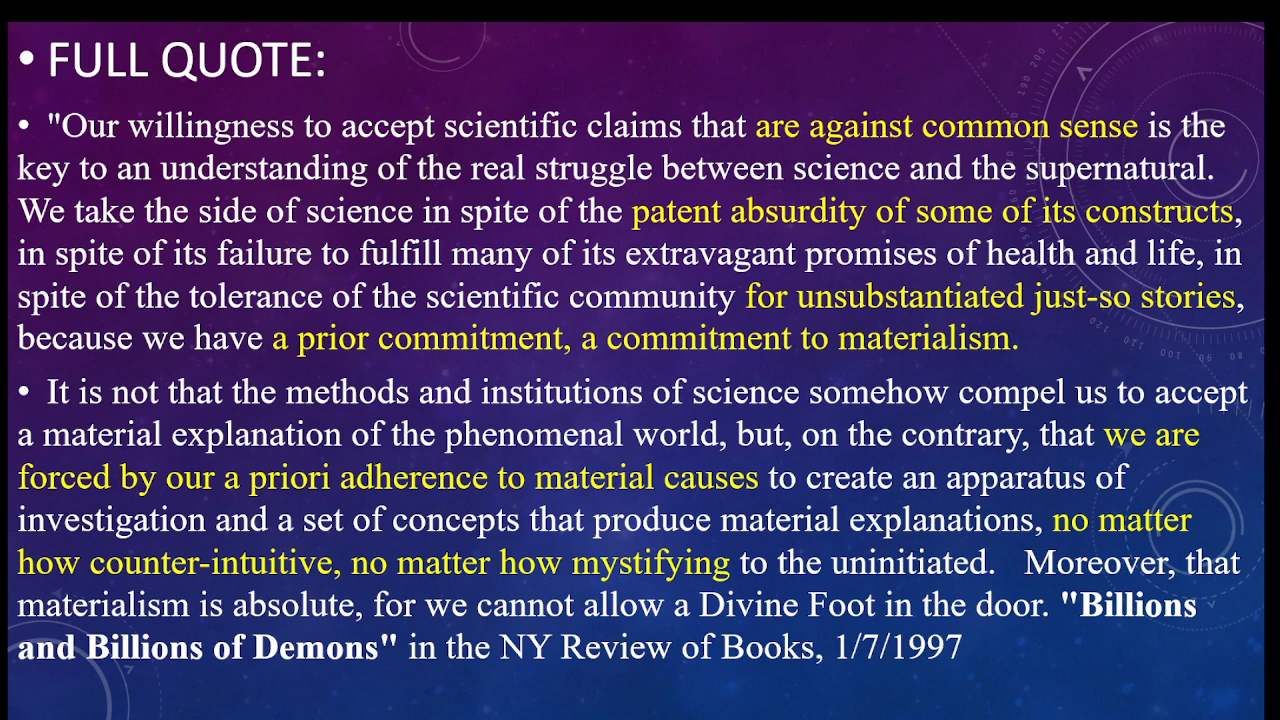 • FULL QUOTE:
• "Our willingness to accept scientific claims that are against common sense is the
key to an understanding of the real struggle between science and the supernatural.
We take the side of science in spite of the patent absurdity of some of its constructs,
in spite of its failure to fulfill many of its extravagant promises of health and life, in
spite of the tolerance of the scientific community for unsubstantiated just-so stories,
because we have a prior commitment, a commitment to materialism.
• It is not that the methods and institutions of science somehow compel us to accept
a material explanation of the phenomenal world, but, on the contrary, that we are
forced by our a priori adherence to material causes to create an apparatus of
investigation and a set of concepts that produce material explanations, no matter
how counter-intuitive, no matter how mystifying to the uninitiated. Moreover, that
materialism is absolute, for we cannot allow a Divine Foot in the door. "Billions
and Billions of Demons" in the NY Review of Books, 1/7/1997